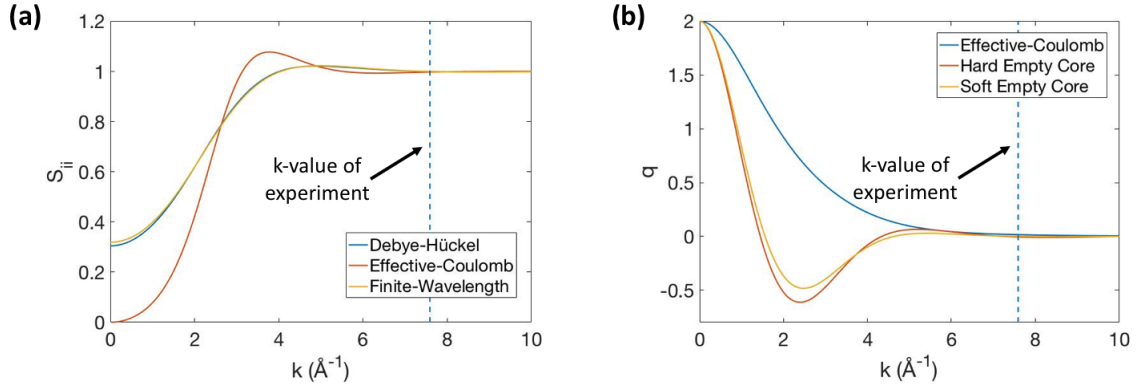 (a)
1.2
1
0.8
0.6
0.4
0.2
0
S_ii
k-value of
experiment
Debye-Hückel
Effective-Coulomb
Finite-Wavelength
0 2 4 6 8 10
k (Å⁻¹)
(b)
2
1.5
1
0.5
0
-0.5
q
Effective-Coulomb
Hard Empty Core
Soft Empty Core
k-value of
experiment
0 2 4 6 8 10
k (Å⁻¹)